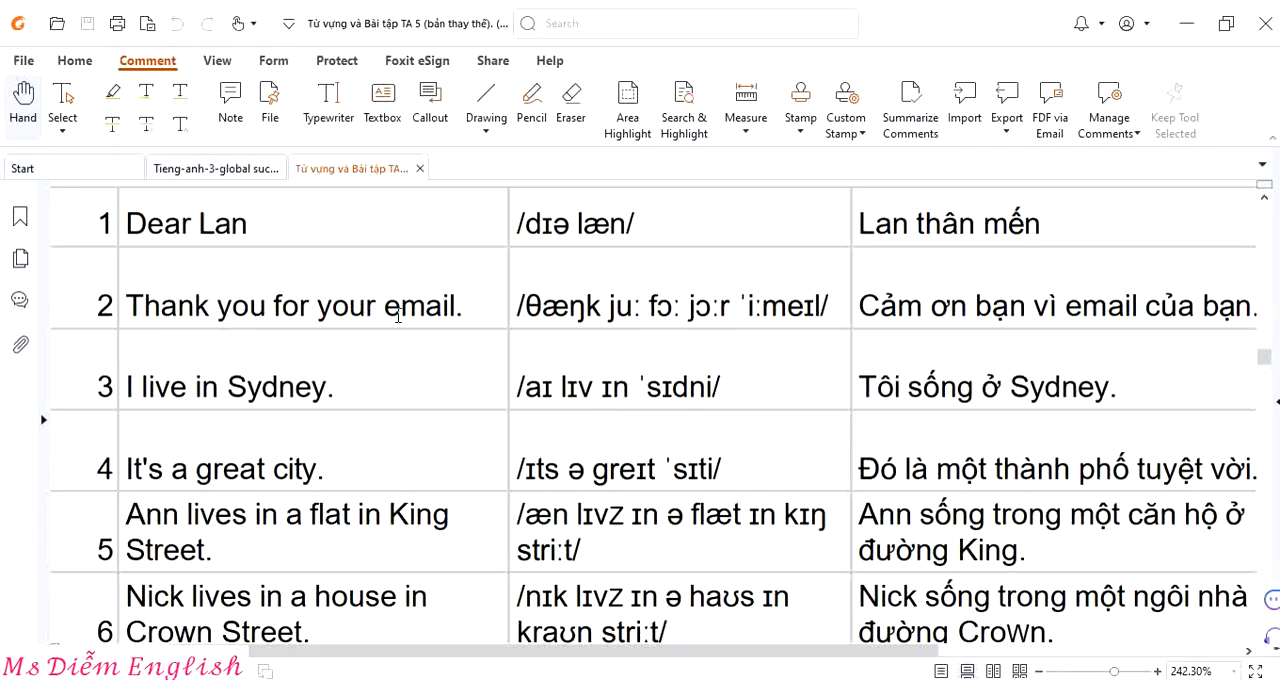 Từ vựng và Bài tập TA 5 (bản thay thế). (...
Search
File Home Comment View Form Protect Foxit eSign Share Help
Hand Select Note File Typewriter Textbox Callout Drawing Pencil Eraser Area Highlight Search & Highlight Measure Stamp Custom Stamp Summarize Comments Import Export PDF via Email Manage Comments Keep Tool Selected
Start Tieng-anh-3-global suc... Từ vựng và Bài tập TA...
1 Dear Lan /dɪə læn/ Lan thân mến
2 Thank you for your email. /θæŋk juː fɔː jɔːr ˈiːmeɪl/ Cảm ơn bạn vì email của bạn.
3 I live in Sydney. /aɪ lɪv ɪn ˈsɪdni/ Tôi sống ở Sydney.
4 It's a great city. /ɪts ə greɪt ˈsɪti/ Đó là một thành phố tuyệt vời.
5 Ann lives in a flat in King Street. /æn lɪvZ ɪn ə flæt ɪn kɪŋ striːt/ Ann sống trong một căn hộ ở đường King.
6 Nick lives in a house in Crown Street. /nɪk lɪvZ ɪn ə haʊs ɪn kraʊn striːt/ Nick sống trong một ngôi nhà đường CroWn.
Ms Diễm English
242.30%